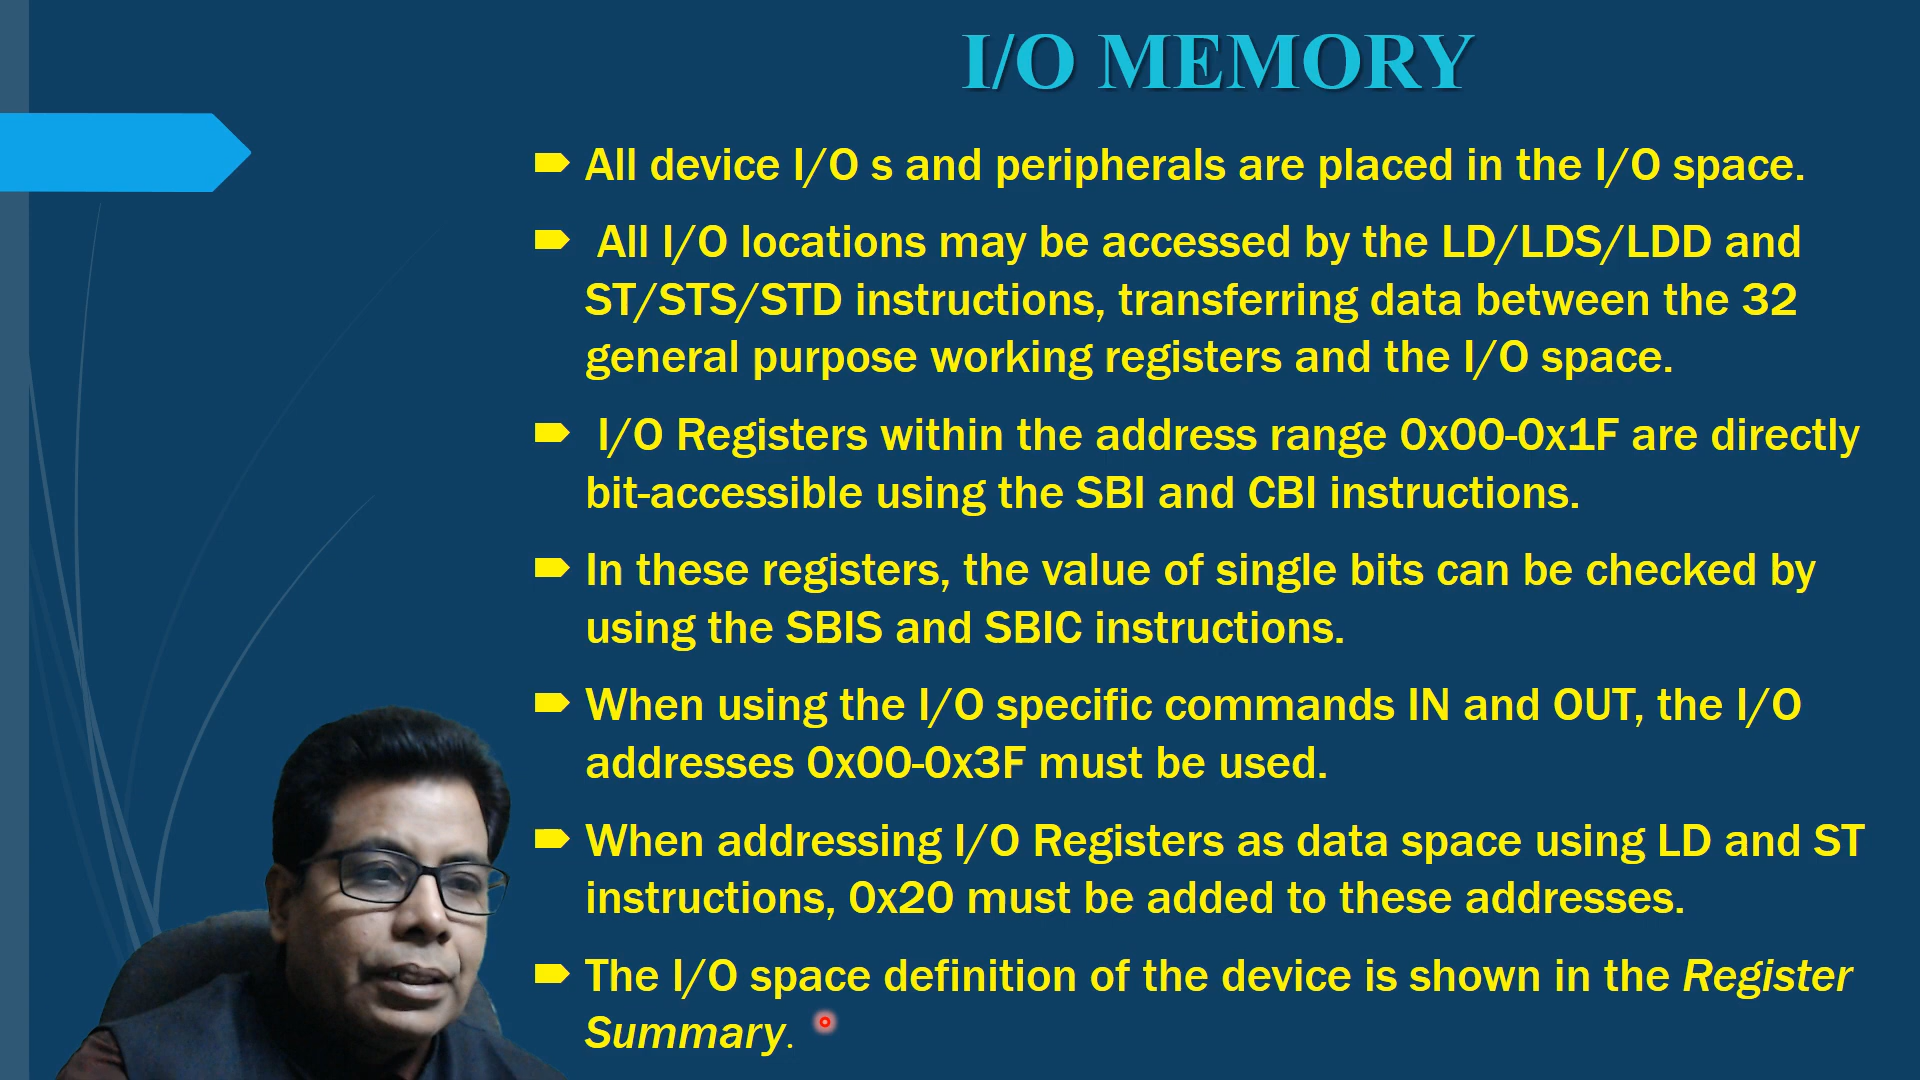 I/O MEMORY
All device I/O s and peripherals are placed in the I/O space.
All I/O locations may be accessed by the LD/LDS/LDD and
ST/STS/STD instructions, transferring data between the 32
general purpose working registers and the I/O space.
I/O Registers within the address range 0x00-0x1F are directly
bit-accessible using the SBI and CBI instructions.
In these registers, the value of single bits can be checked by
using the SBIS and SBIC instructions.
When using the I/O specific commands IN and OUT, the I/O
addresses 0x00-0x3F must be used.
When addressing I/O Registers as data space using LD and ST
instructions, 0x20 must be added to these addresses.
The I/O space definition of the device is shown in the Register
Summary.